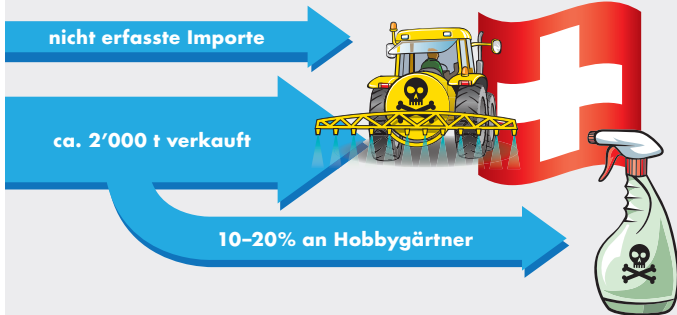 nicht erfasste Importe
ca. 2’000 t verkauft
10–20% an Hobbygärtner